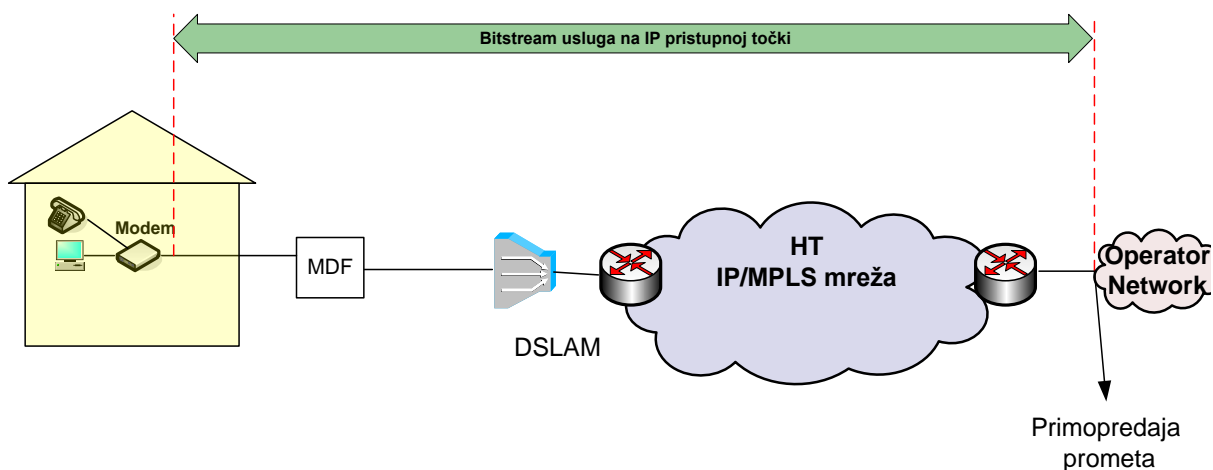 Bitstream usluga na IP pristupnoj točki
Modem
MDF
DSLAM
HT
IP/MPLS mreža
Operator
Network
Primopredaja
prometa